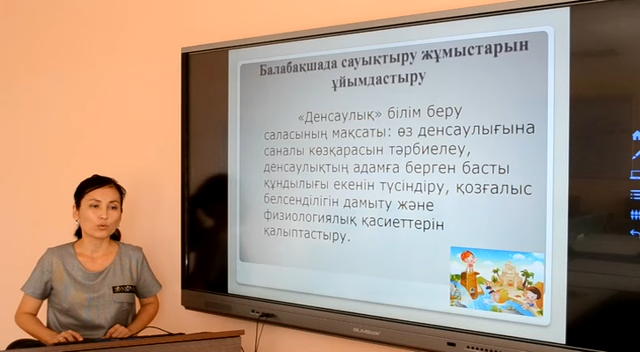 Балабақшада сауықтыру жұмыстарын
ұйымдастыру
«Денсаулық» білім беру
саласының мақсаты: өз денсаулығына
саналы көзқарасын тәрбиелеу,
денсаулықтың адамға берген басты
құндылығы екенін түсіндіру, қозғалыс
белсенділігін дамыту және
физиологиялық қасиеттерін
қалыптастыру.